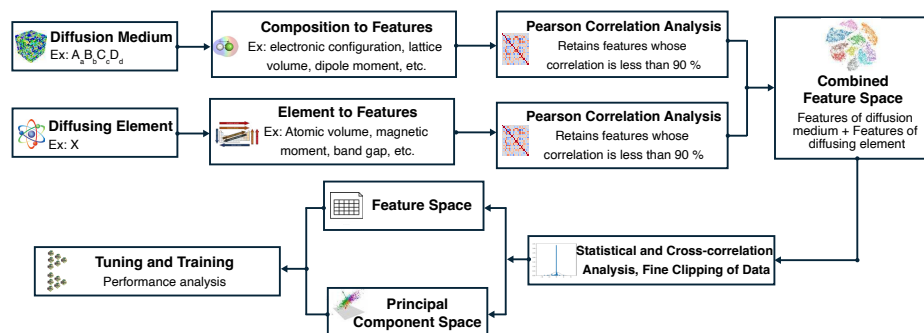 Diffusion Medium
Ex: AaBbCcDd
Composition to Features
Ex: electronic configuration, lattice
volume, dipole moment, etc.
Pearson Correlation Analysis
Retains features whose
correlation is less than 90 %
Combined
Feature Space
Features of diffusion
medium + Features of
diffusing element
Diffusing Element
Ex: X
Element to Features
Ex: Atomic volume, magnetic
moment, band gap, etc.
Pearson Correlation Analysis
Retains features whose
correlation is less than 90 %
Feature Space
Statistical and Cross-correlation
Analysis, Fine Clipping of Data
Tuning and Training
Performance analysis
Principal
Component Space